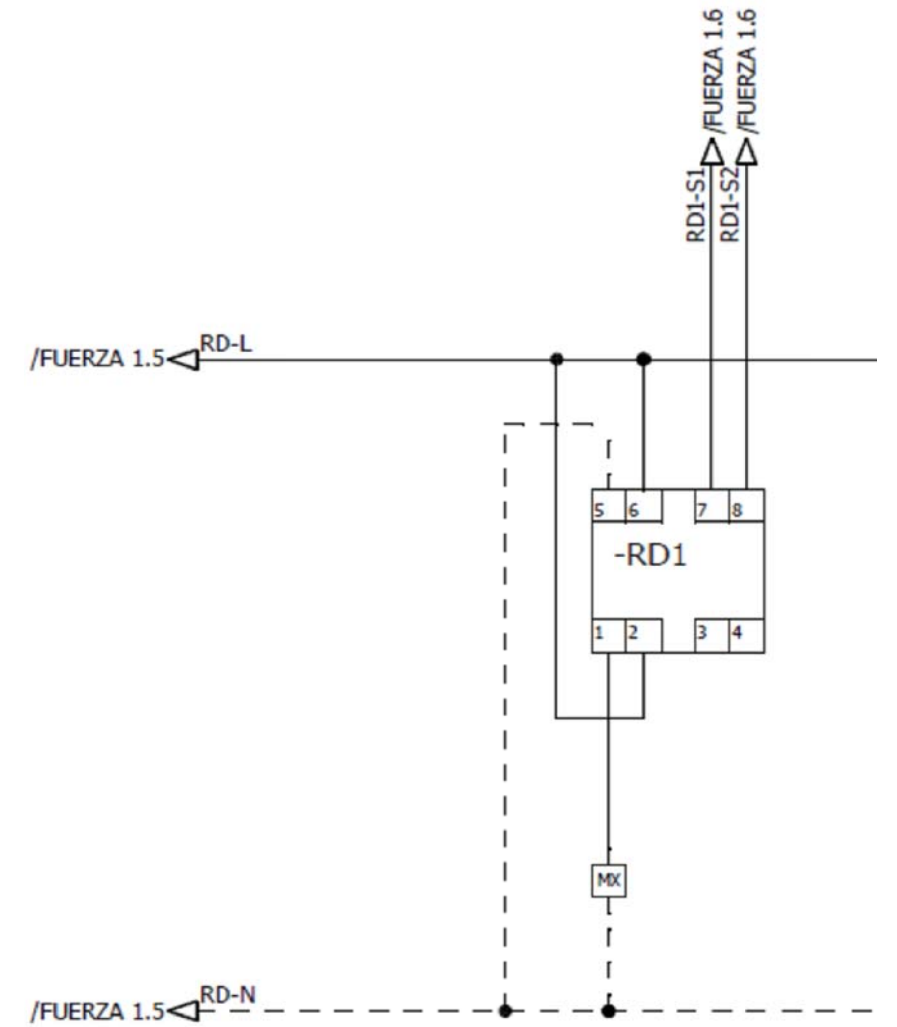 /FUERZA 1.6
/FUERZA 1.6
RD1-S1
RD1-S2
/FUERZA 1.5
RD-L
5 6 7 8
-RD1
1 2 3 4
MX
/FUERZA 1.5
RD-N